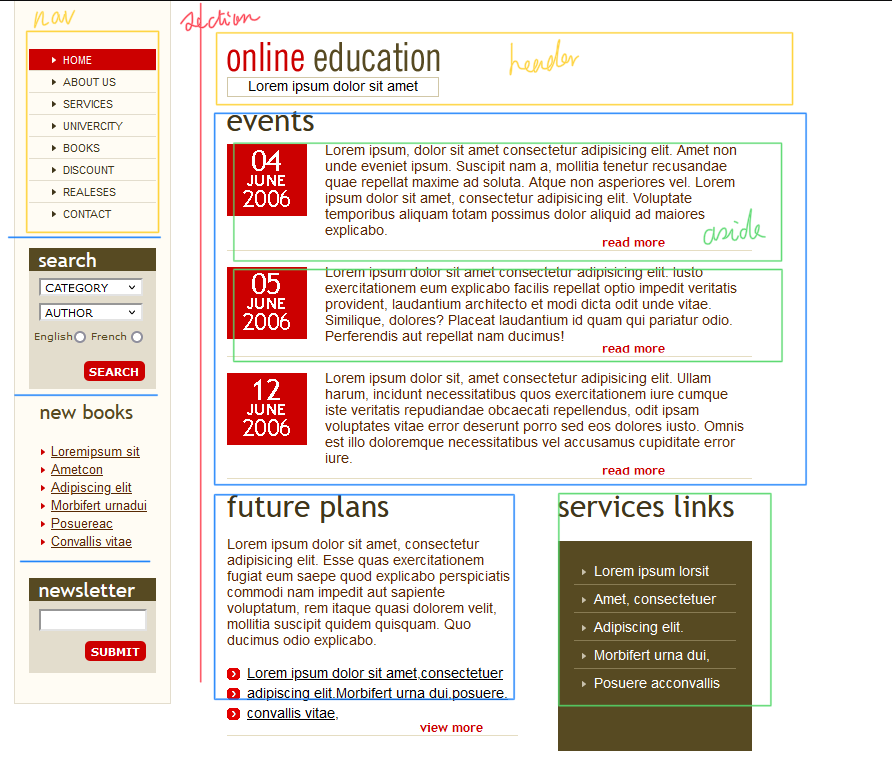 nav
section
HOME
ABOUT US
SERVICES
UNIVERCITY
BOOKS
DISCOUNT
REALESES
CONTACT
search
CATEGORY
AUTHOR
English French
SEARCH
new books
Loremipsum sit
Ametcon
Adipiscing elit
Morbifert urnadui
Posuereac
Convallis vitae
newsletter
SUBMIT
online education
header
Lorem ipsum dolor sit amet
events
04
JUNE
2006
Lorem ipsum, dolor sit amet consectetur adipisicing elit. Amet non
unde eveniet ipsum. Suscipit nam a, mollitia tenetur recusandae
quae repellat maxime ad soluta. Atque non asperiores vel. Lorem
ipsum dolor sit amet, consectetur adipisicing elit. Voluptate
temporibus aliquam totam possimus dolor aliquid ad maiores
explicabo.
aside
read more
05
JUNE
2006
Lorem ipsum dolor sit amet consectetur adipisicing elit. Iusto
exercitationem eum explicabo facilis repellat optio impedit veritatis
provident, laudantium architecto et modi dicta odit unde vitae.
Similique, dolores? Placeat laudantium id quam qui pariatur odio.
Perferendis aut repellat nam ducimus!
read more
12
JUNE
2006
Lorem ipsum dolor sit, amet consectetur adipisicing elit. Ullam
harum, incidunt necessitatibus quos exercitationem iure cumque
iste veritatis repudiandae obcaecati repellendus, odit ipsam
voluptates vitae error deserunt porro sed eos dolores iusto. Omnis
est illo doloremque necessitatibus vel accusamus cupiditate error
iure.
read more
future plans
Lorem ipsum dolor sit amet, consectetur
adipisicing elit. Esse quas exercitationem
fugiat eum saepe quod explicabo perspiciatis
commodi nam impedit aut sapiente
voluptatum, rem itaque quasi dolorem velit,
mollitia suscipit quidem quisquam. Quo
ducimus odio explicabo.
Lorem ipsum dolor sit amet,consectetuer
adipiscing elit.Morbifert urna dui,posuere,
convallis vitae,
view more
services links
Lorem ipsum lorsit
Amet, consectetuer
Adipiscing elit.
Morbifert urna dui,
Posuere acconvallis